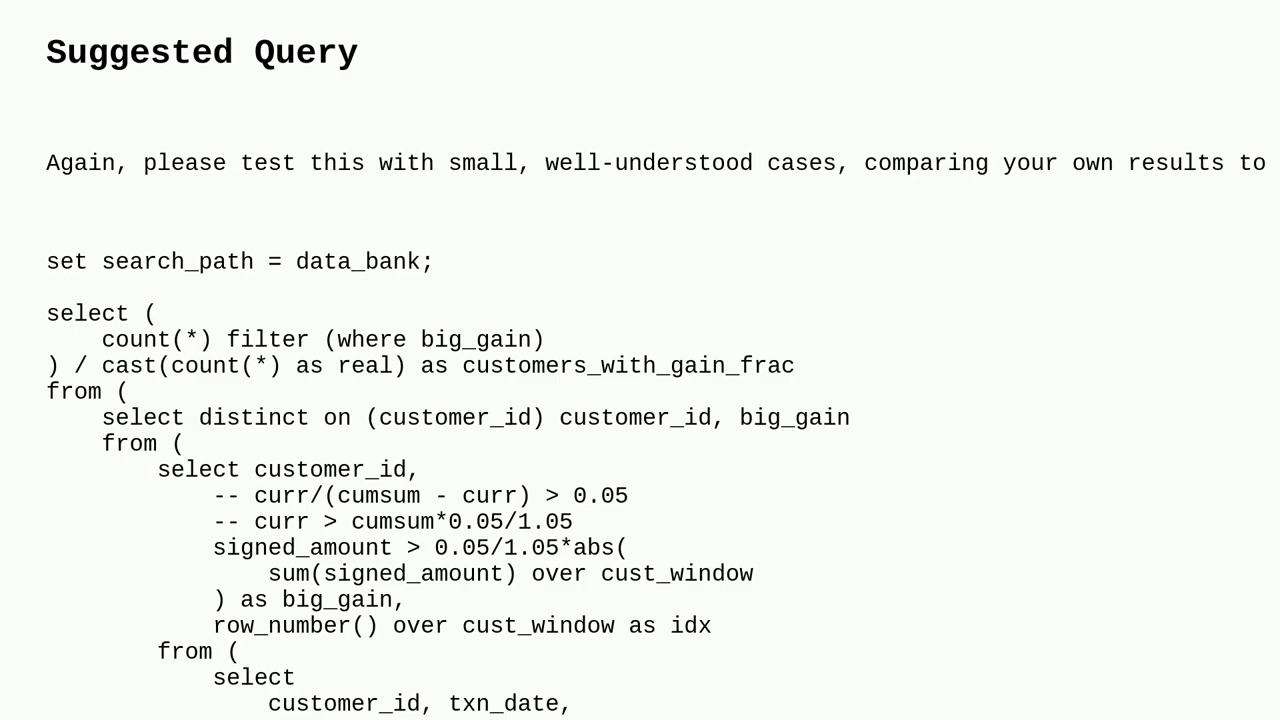 Suggested Query
Again, please test this with small, well-understood cases, comparing your own results to
set search_path = data_bank;
select (
    count(*) filter (where big_gain)
) / cast(count(*) as real) as customers_with_gain_frac
from (
    select distinct on (customer_id) customer_id, big_gain
    from (
        select customer_id,
            -- curr/(cumsum - curr) > 0.05
            -- curr > cumsum*0.05/1.05
            signed_amount > 0.05/1.05*abs(
                sum(signed_amount) over cust_window
            ) as big_gain,
            row_number() over cust_window as idx
        from (
            select
                customer_id, txn_date,